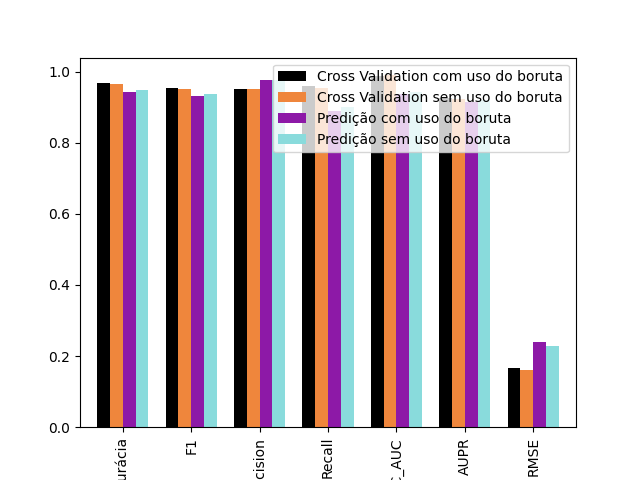 Cross Validation com uso do boruta
Cross Validation sem uso do boruta
Predição com uso do boruta
Predição sem uso do boruta
1.0
0.8
0.6
0.4
0.2
0.0
urácia
F1
cision
Recall
C_AUC
AUPR
RMSE